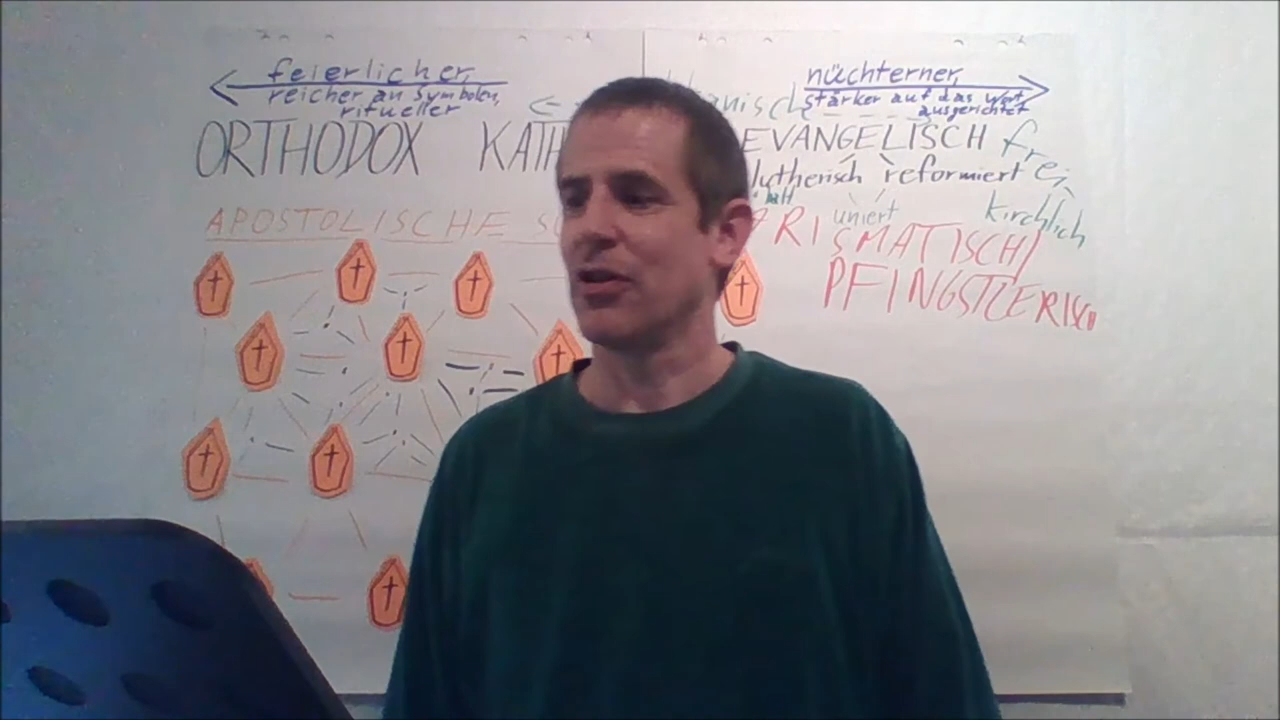 feierlicher,
reicher an Symbolen,
ritueller
nüchterner,
stärker auf das Wort
ausgerichtet
ORTHODOX KATH EVANGELISCH frei
kirchlich
lutherisch reformiert
uniert
APOSTOLISCHE
ARISMATISCH/
PFINGSTLERISCH